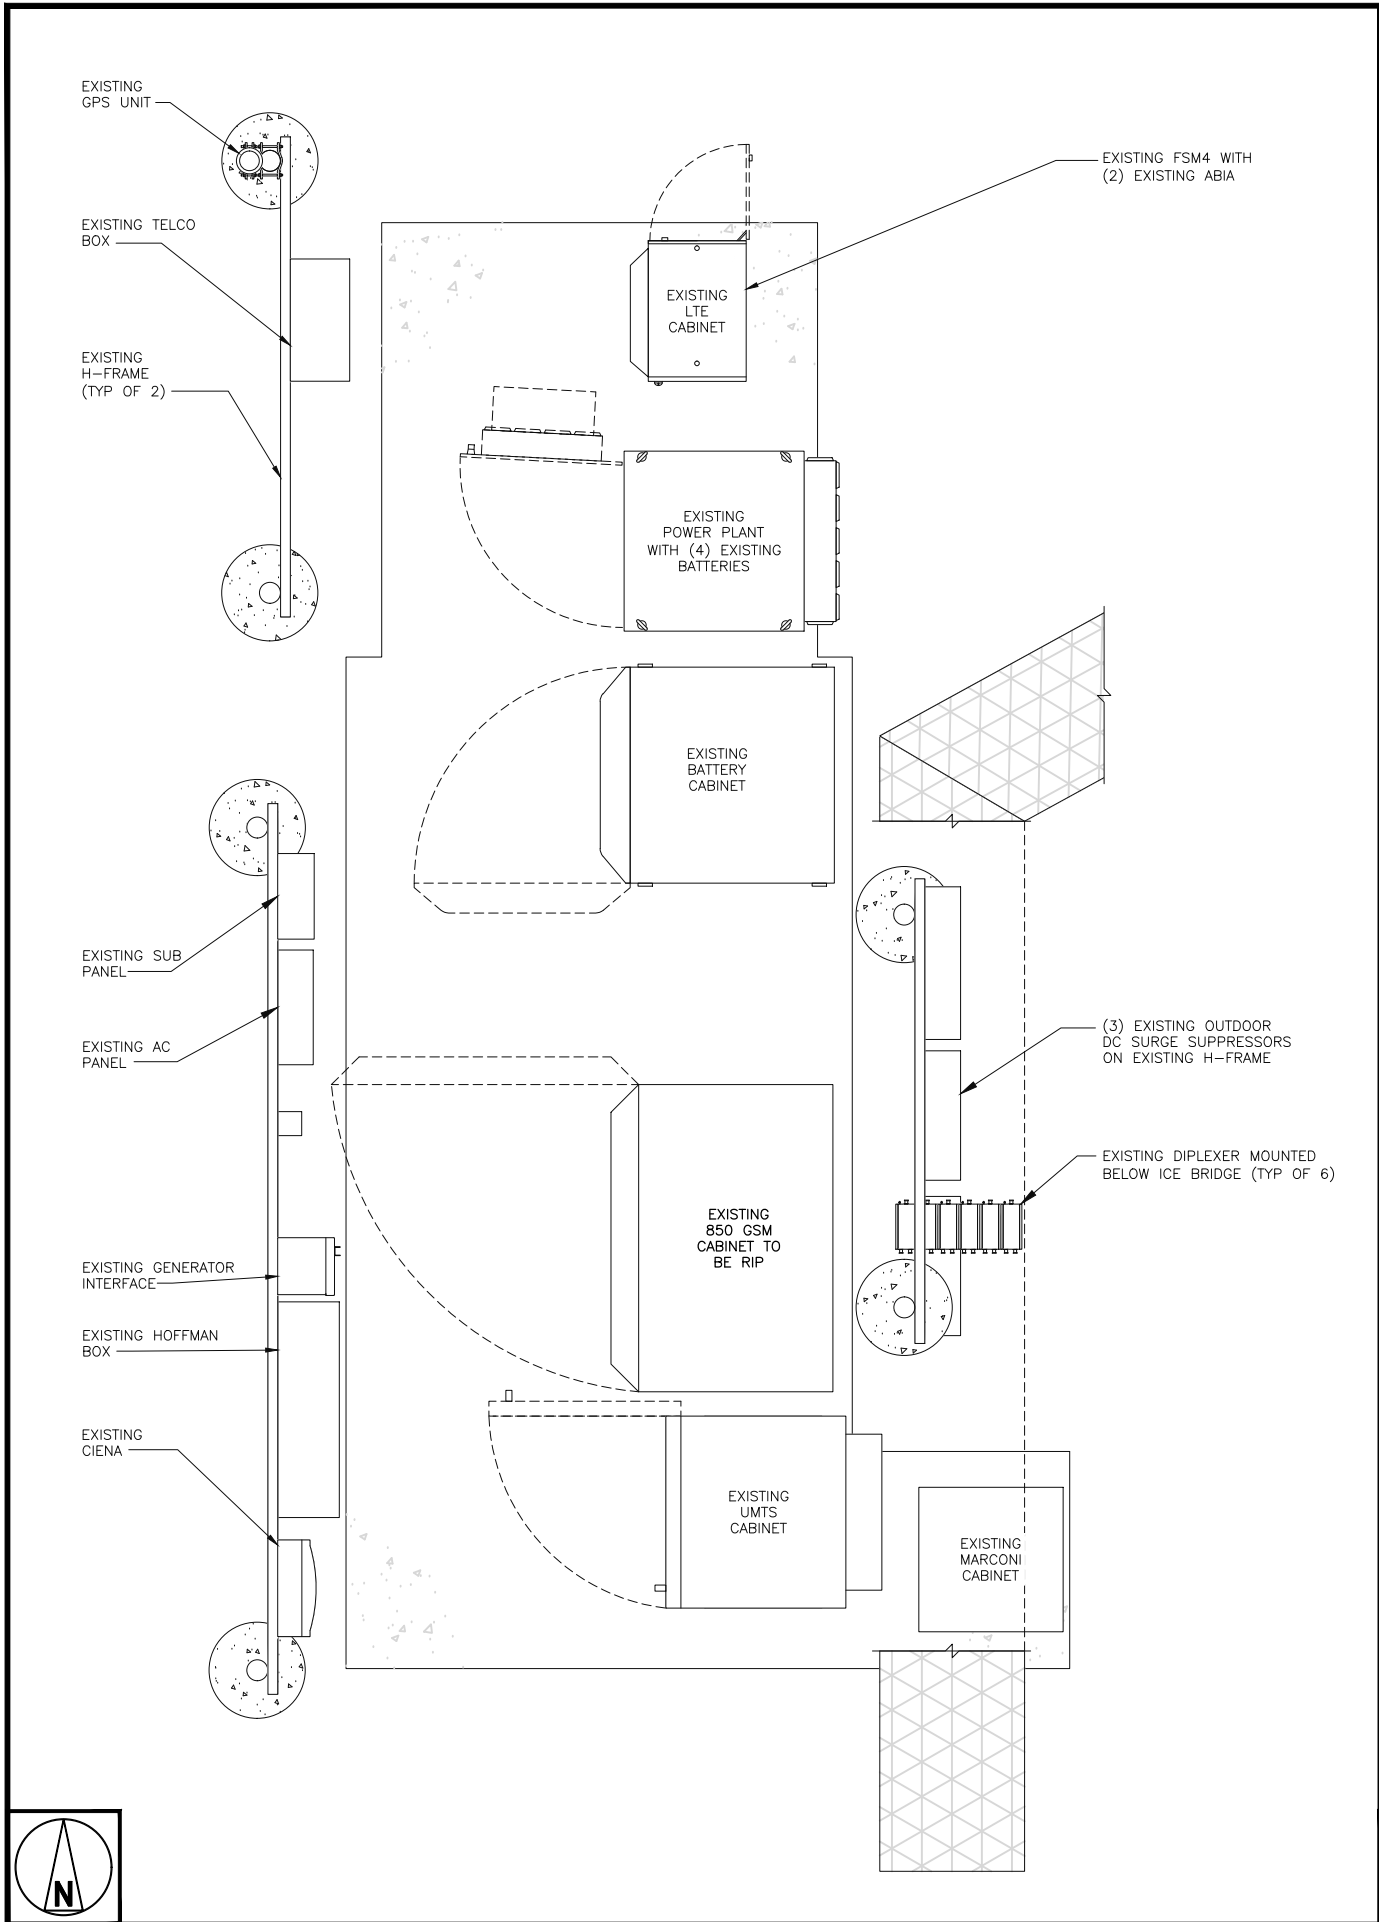 EXISTING
GPS UNIT
EXISTING FSM4 WITH
(2) EXISTING ABIA
EXISTING TELCO
BOX
EXISTING
LTE
CABINET
EXISTING
H-FRAME
(TYP OF 2)
EXISTING
POWER PLANT
WITH (4) EXISTING
BATTERIES
EXISTING
BATTERY
CABINET
EXISTING SUB
PANEL
EXISTING AC
PANEL
(3) EXISTING OUTDOOR
DC SURGE SUPPRESSORS
ON EXISTING H-FRAME
EXISTING DIPLEXER MOUNTED
BELOW ICE BRIDGE (TYP OF 6)
EXISTING
850 GSM
CABINET TO
BE RIP
EXISTING GENERATOR
INTERFACE
EXISTING HOFFMAN
BOX
EXISTING
CIENA
EXISTING
UMTS
CABINET
EXISTING
MARCONI
CABINET
N